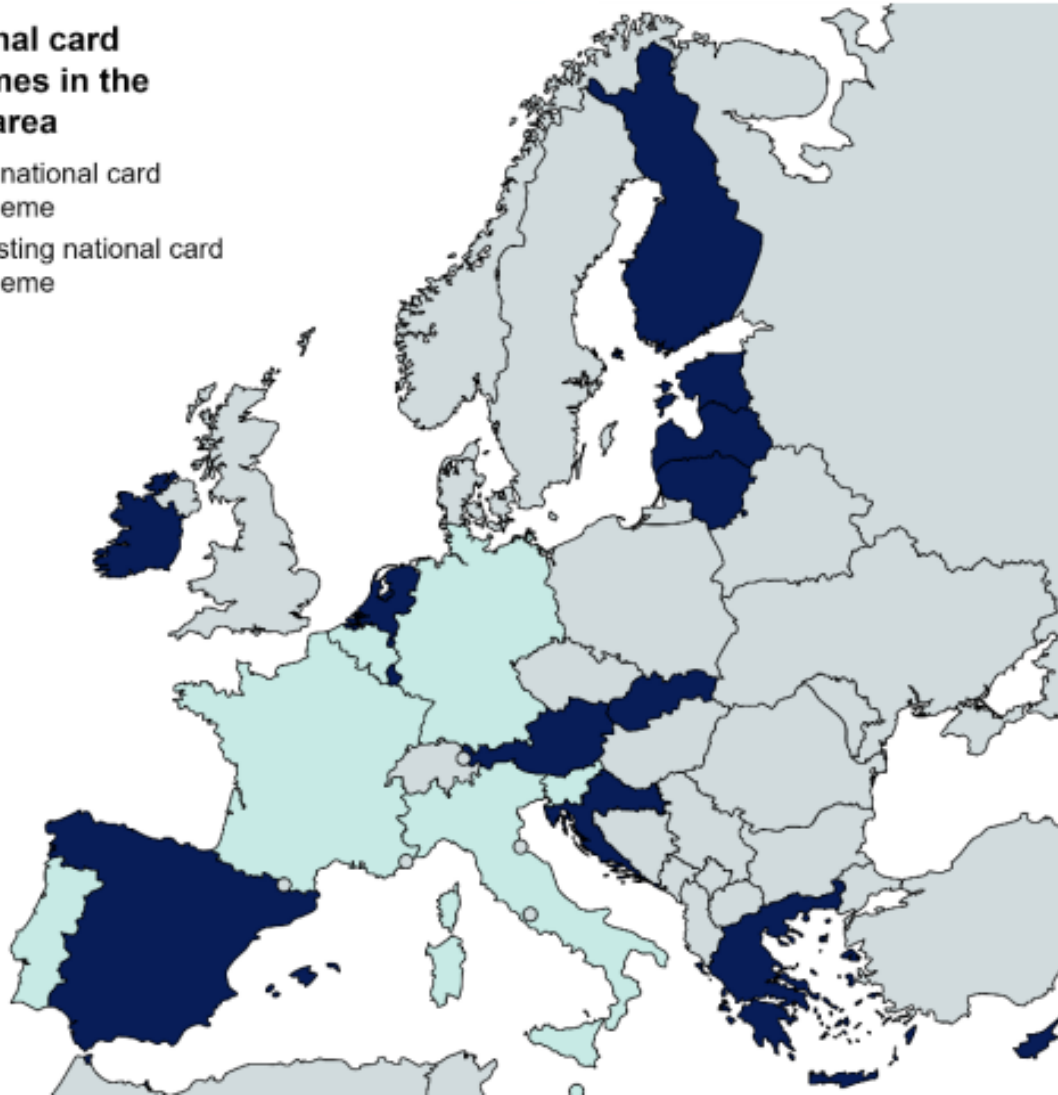 nal card
nes in the
area
national card
eme
sting national card
eme